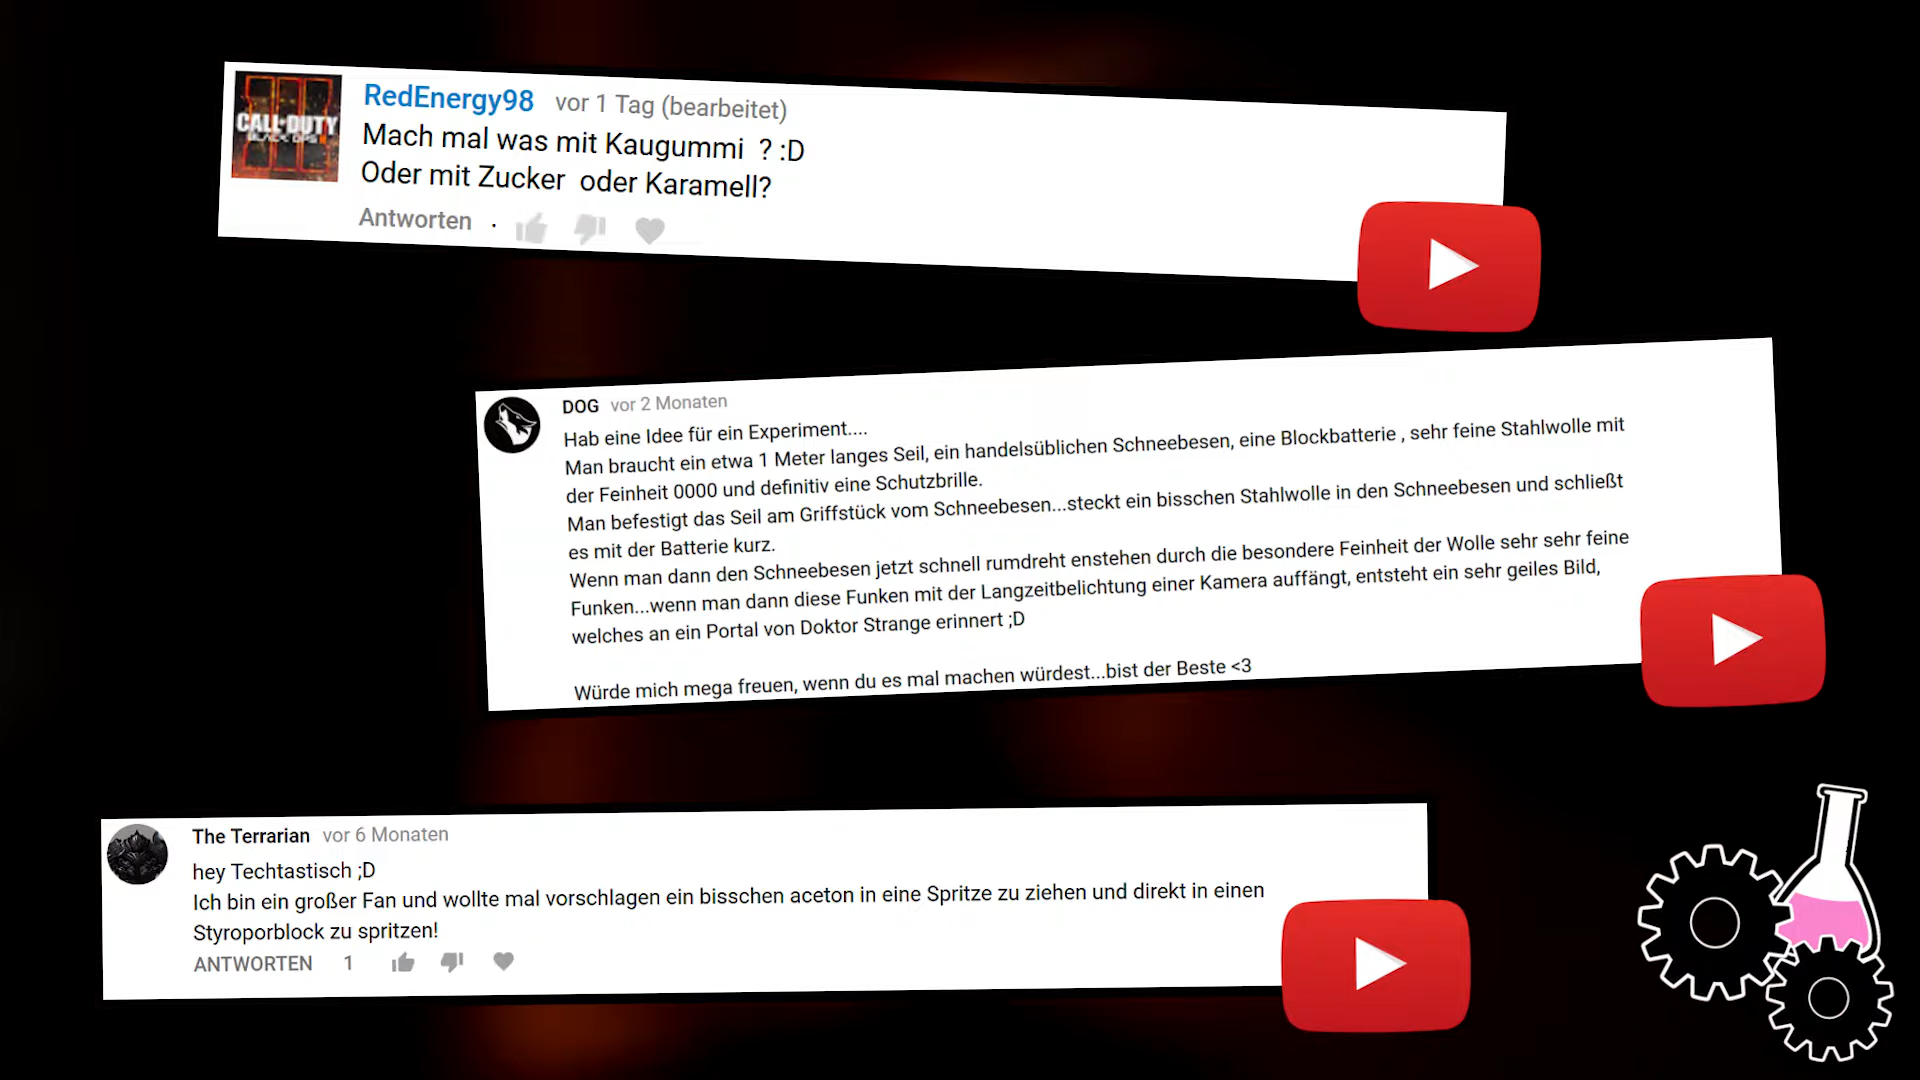 CALL OF DUTY
BLACK OPS
RedEnergy98 vor 1 Tag (bearbeitet)
Mach mal was mit Kaugummi ? :D
Oder mit Zucker oder Karamell?
Antworten .
DOG vor 2 Monaten
Hab eine Idee für ein Experiment....
Man braucht ein etwa 1 Meter langes Seil, ein handelsüblichen Schneebesen, eine Blockbatterie , sehr feine Stahlwolle mit
der Feinheit 0000 und definitiv eine Schutzbrille.
Man befestigt das Seil am Griffstück vom Schneebesen...steckt ein bisschen Stahlwolle in den Schneebesen und schließt
es mit der Batterie kurz.
Wenn man dann den Schneebesen jetzt schnell rumdreht enstehen durch die besondere Feinheit der Wolle sehr sehr feine
Funken...wenn man dann diese Funken mit der Langzeitbelichtung einer Kamera auffängt, entsteht ein sehr geiles Bild,
welches an ein Portal von Doktor Strange erinnert ;D
Würde mich mega freuen, wenn du es mal machen würdest...bist der Beste <3
The Terrarian vor 6 Monaten
hey Techtastisch ;D
Ich bin ein großer Fan und wollte mal vorschlagen ein bisschen aceton in eine Spritze zu ziehen und direkt in einen
Styroporblock zu spritzen!
ANTWORTEN 1